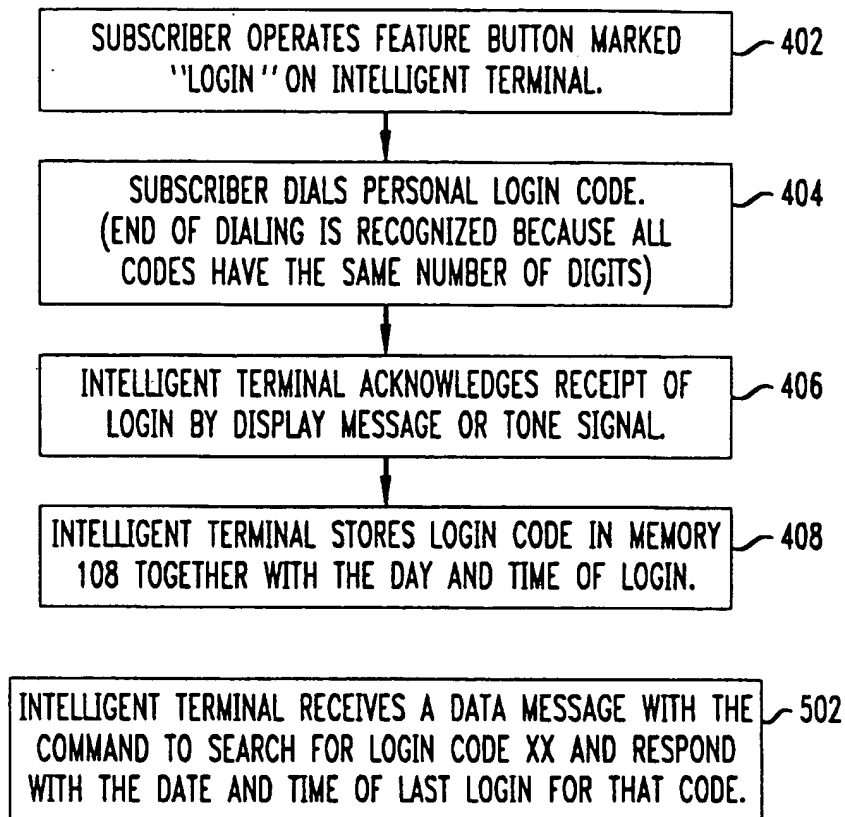 SUBSCRIBER OPERATES FEATURE BUTTON MARKED
"LOGIN" ON INTELLIGENT TERMINAL.
402
SUBSCRIBER DIALS PERSONAL LOGIN CODE.
(END OF DIALING IS RECOGNIZED BECAUSE ALL
CODES HAVE THE SAME NUMBER OF DIGITS)
404
INTELLIGENT TERMINAL ACKNOWLEDGES RECEIPT OF
LOGIN BY DISPLAY MESSAGE OR TONE SIGNAL.
406
INTELLIGENT TERMINAL STORES LOGIN CODE IN MEMORY
108 TOGETHER WITH THE DAY AND TIME OF LOGIN.
408
INTELLIGENT TERMINAL RECEIVES A DATA MESSAGE WITH THE
COMMAND TO SEARCH FOR LOGIN CODE XX AND RESPOND
WITH THE DATE AND TIME OF LAST LOGIN FOR THAT CODE.
502